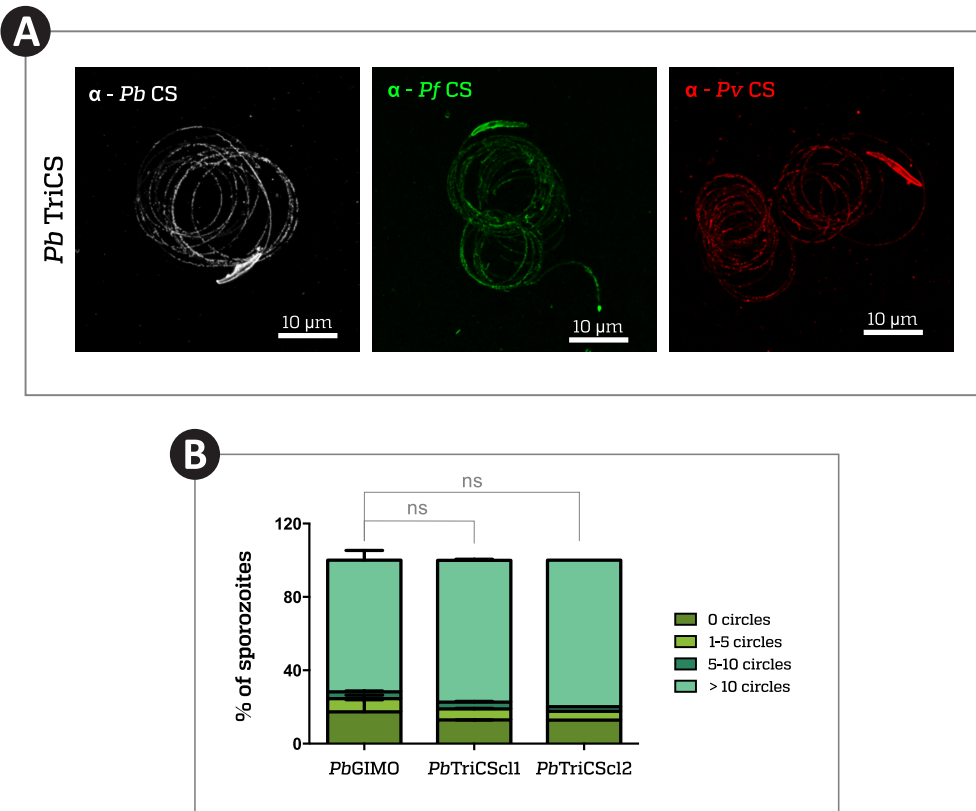 A
Pb TriCS
α - Pb CS
10 µm
α - Pf CS
10 µm
α - Pv CS
10 µm
B
ns
ns
% of sporozoites
120
80
40
0
PbGIMO
PbTriCScl1
PbTriCScl2
0 circles
1-5 circles
5-10 circles
> 10 circles